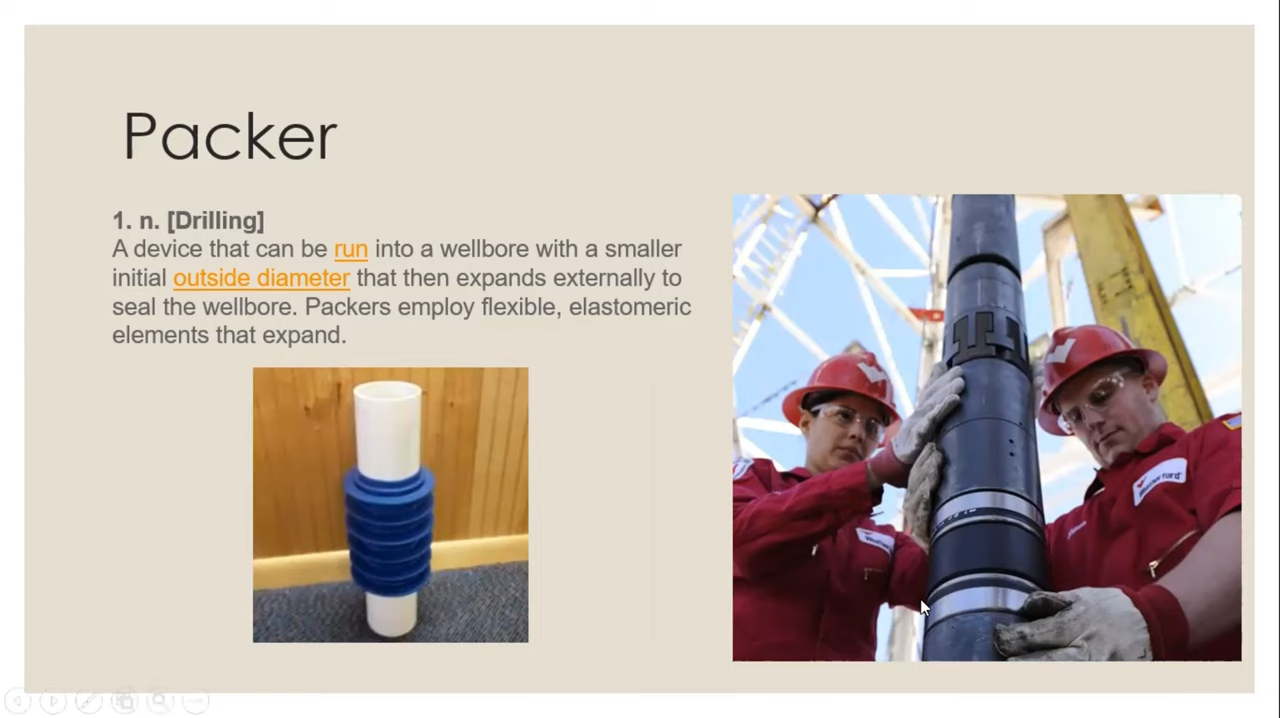 Packer
1. n. [Drilling]
A device that can be run into a wellbore with a smaller
initial outside diameter that then expands externally to
seal the wellbore. Packers employ flexible, elastomeric
elements that expand.
Weatherford